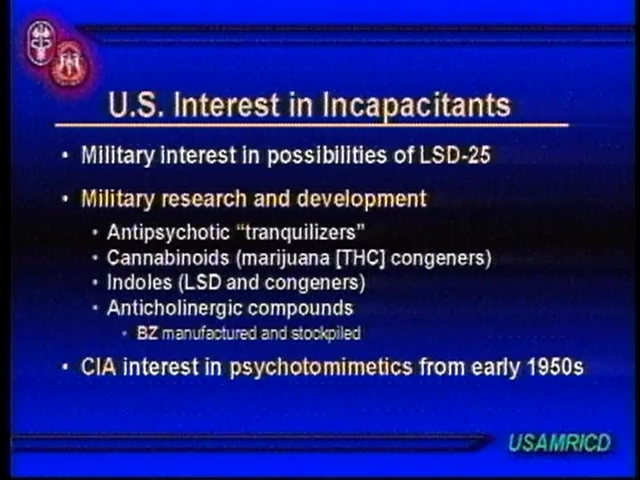 U.S. Interest in Incapacitants
• Military interest in possibilities of LSD-25
• Military research and development
• Antipsychotic “tranquilizers”
• Cannabinoids (marijuana [THC] congeners)
• Indoles (LSD and congeners)
• Anticholinergic compounds
• BZ manufactured and stockpiled
• CIA interest in psychotomimetics from early 1950s
USAMRICD